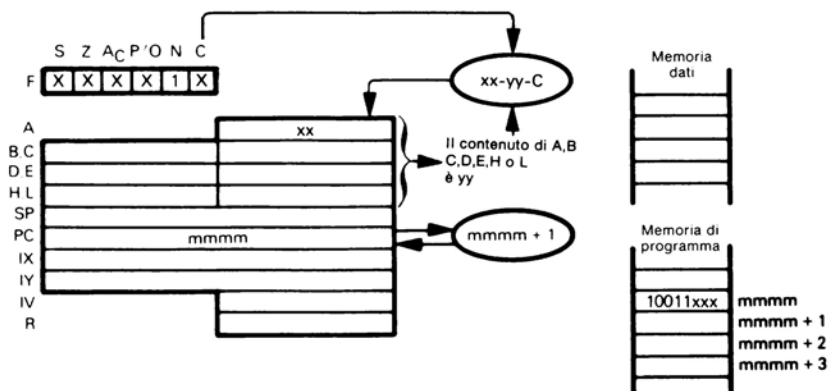 S Z AC P/O N C
F X X X X 1 X
xx-yy-C
A xx
B.C
D.E
H.L
SP
PC mmmm
IX
IY
IV
R
Il contenuto di A,B
C,D,E,H o L
è yy
mmmm + 1
Memoria
dati
Memoria di
programma
10011xxx mmmm
mmmm + 1
mmmm + 2
mmmm + 3